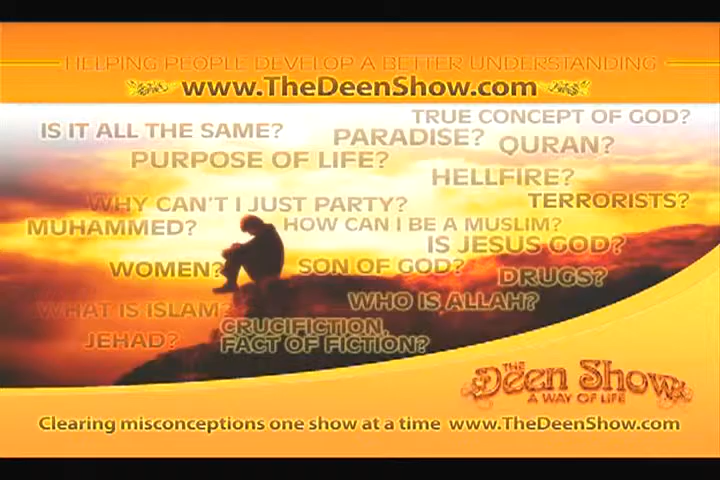 HELPING PEOPLE DEVELOP A BETTER UNDERSTANDING
www.TheDeenShow.com
TRUE CONCEPT OF GOD?
IS IT ALL THE SAME?
PARADISE?
QURAN?
PURPOSE OF LIFE?
HELLFIRE?
WHY CAN'T I JUST PARTY?
TERRORISTS?
MUHAMMED?
HOW CAN I BE A MUSLIM?
IS JESUS GOD?
WOMEN?
SON OF GOD?
DRUGS?
WHAT IS ISLAM?
WHO IS ALLAH?
JEHAD?
CRUCIFICTION,
FACT OF FICTION?
THE
Deen Show
A WAY OF LIFE
Clearing misconceptions one show at a time www.TheDeenShow.com